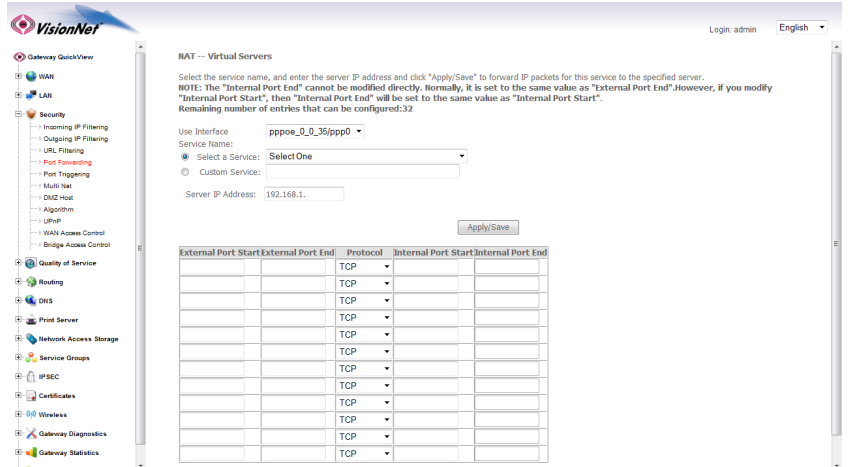 VisionNet
Login: admin
English
Gateway QuickView
WAN
LAN
Security
Incoming IP Filtering
Outgoing IP Filtering
URL Filtering
Port Forwarding
Port Triggering
Multi Nat
DMZ Host
Algorithm
UPnP
WAN Access Control
Bridge Access Control
Quality of Service
Routing
DNS
Print Server
Network Access Storage
Service Groups
IPSEC
Certificates
Wireless
Gateway Diagnostics
Gateway Statistics
NAT -- Virtual Servers
Select the service name, and enter the server IP address and click "Apply/Save" to forward IP packets for this service to the specified server.
NOTE: The "Internal Port End" cannot be modified directly. Normally, it is set to the same value as "External Port End".However, if you modify
"Internal Port Start", then "Internal Port End" will be set to the same value as "Internal Port Start".
Remaining number of entries that can be configured:32
Use Interface pppoe_0_0_35/ppp0
Service Name:
Select a Service: Select One
Custom Service:
Server IP Address: 192.168.1.
Apply/Save
External Port Start External Port End Protocol Internal Port Start Internal Port End
TCP
TCP
TCP
TCP
TCP
TCP
TCP
TCP
TCP
TCP
TCP
TCP